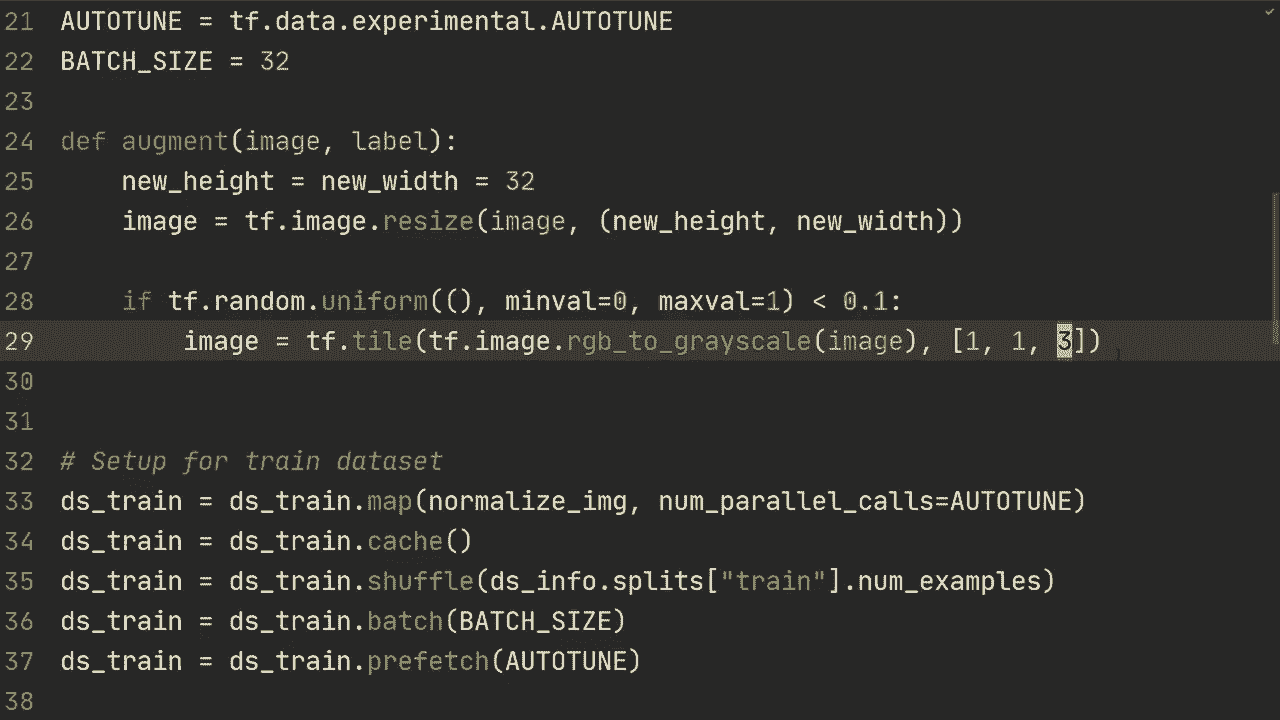 21 AUTOTUNE = tf.data.experimental.AUTOTUNE
22 BATCH_SIZE = 32
23
24 def augment(image, label):
25     new_height = new_width = 32
26     image = tf.image.resize(image, (new_height, new_width))
27
28     if tf.random.uniform((), minval=0, maxval=1) < 0.1:
29         image = tf.tile(tf.image.rgb_to_grayscale(image), [1, 1, 3])
30
31
32 # Setup for train dataset
33 ds_train = ds_train.map(normalize_img, num_parallel_calls=AUTOTUNE)
34 ds_train = ds_train.cache()
35 ds_train = ds_train.shuffle(ds_info.splits["train"].num_examples)
36 ds_train = ds_train.batch(BATCH_SIZE)
37 ds_train = ds_train.prefetch(AUTOTUNE)
38